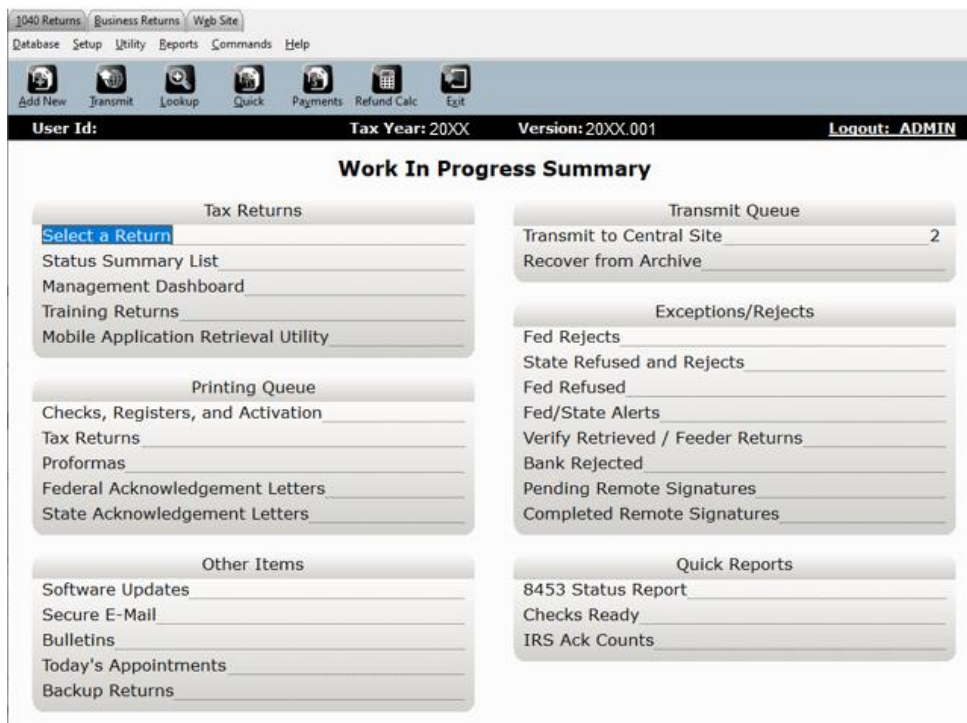 1040 Returns Business Returns Web Site
Database Setup Utility Reports Commands Help
Add New Transmit Lookup Quick Payments Refund Calc Exit
User Id: Tax Year: 20XX Version: 20XX.001 Logout: ADMIN
Work In Progress Summary
Tax Returns
Select a Return
Status Summary List
Management Dashboard
Training Returns
Mobile Application Retrieval Utility
Printing Queue
Checks, Registers, and Activation
Tax Returns
Proformas
Federal Acknowledgement Letters
State Acknowledgement Letters
Other Items
Software Updates
Secure E-Mail
Bulletins
Today's Appointments
Backup Returns
Transmit Queue
Transmit to Central Site 2
Recover from Archive
Exceptions/Rejects
Fed Rejects
State Refused and Rejects
Fed Refused
Fed/State Alerts
Verify Retrieved / Feeder Returns
Bank Rejected
Pending Remote Signatures
Completed Remote Signatures
Quick Reports
8453 Status Report
Checks Ready
IRS Ack Counts